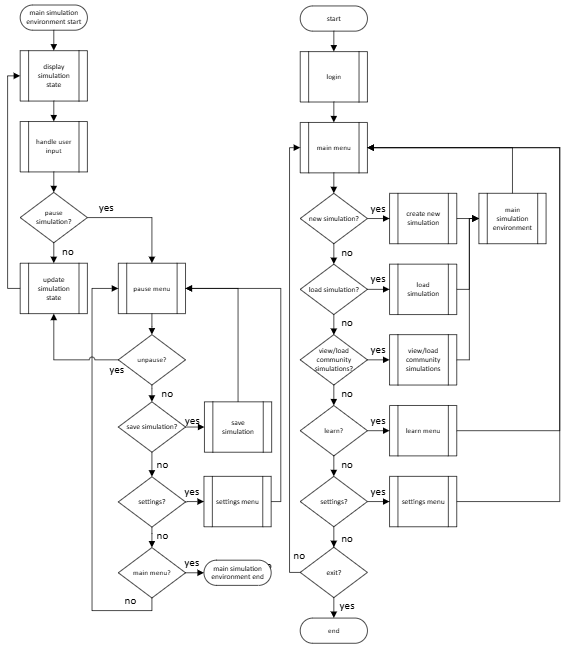 main simulation
environment start
display
simulation
state
handle user
input
pause
simulation?
yes
no
update
simulation
state
pause menu
unpause?
yes
no
save simulation?
yes
save
simulation
no
settings?
yes
settings menu
no
main menu?
yes
main simulation
environment end
no
start
login
main menu
new simulation?
yes
create new
simulation
main
simulation
environment
no
load simulation?
yes
load
simulation
no
view/load
community
simulations?
yes
view/load
community
simulations
no
learn?
yes
learn menu
no
settings?
yes
settings menu
no
no
exit?
yes
end